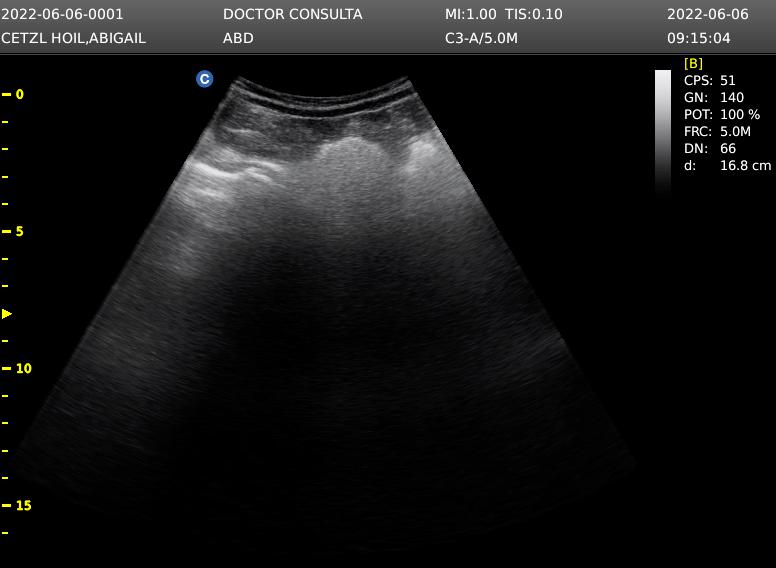 2022-06-06-0001 DOCTOR CONSULTA MI:1.00 TIS:0.10 2022-06-06
CETZL HOIL,ABIGAIL ABD C3-A/5.0M 09:15:04
C
[B]
CPS: 51
GN: 140
POT: 100 %
FRC: 5.0M
DN: 66
d: 16.8 cm
0
5
10
15